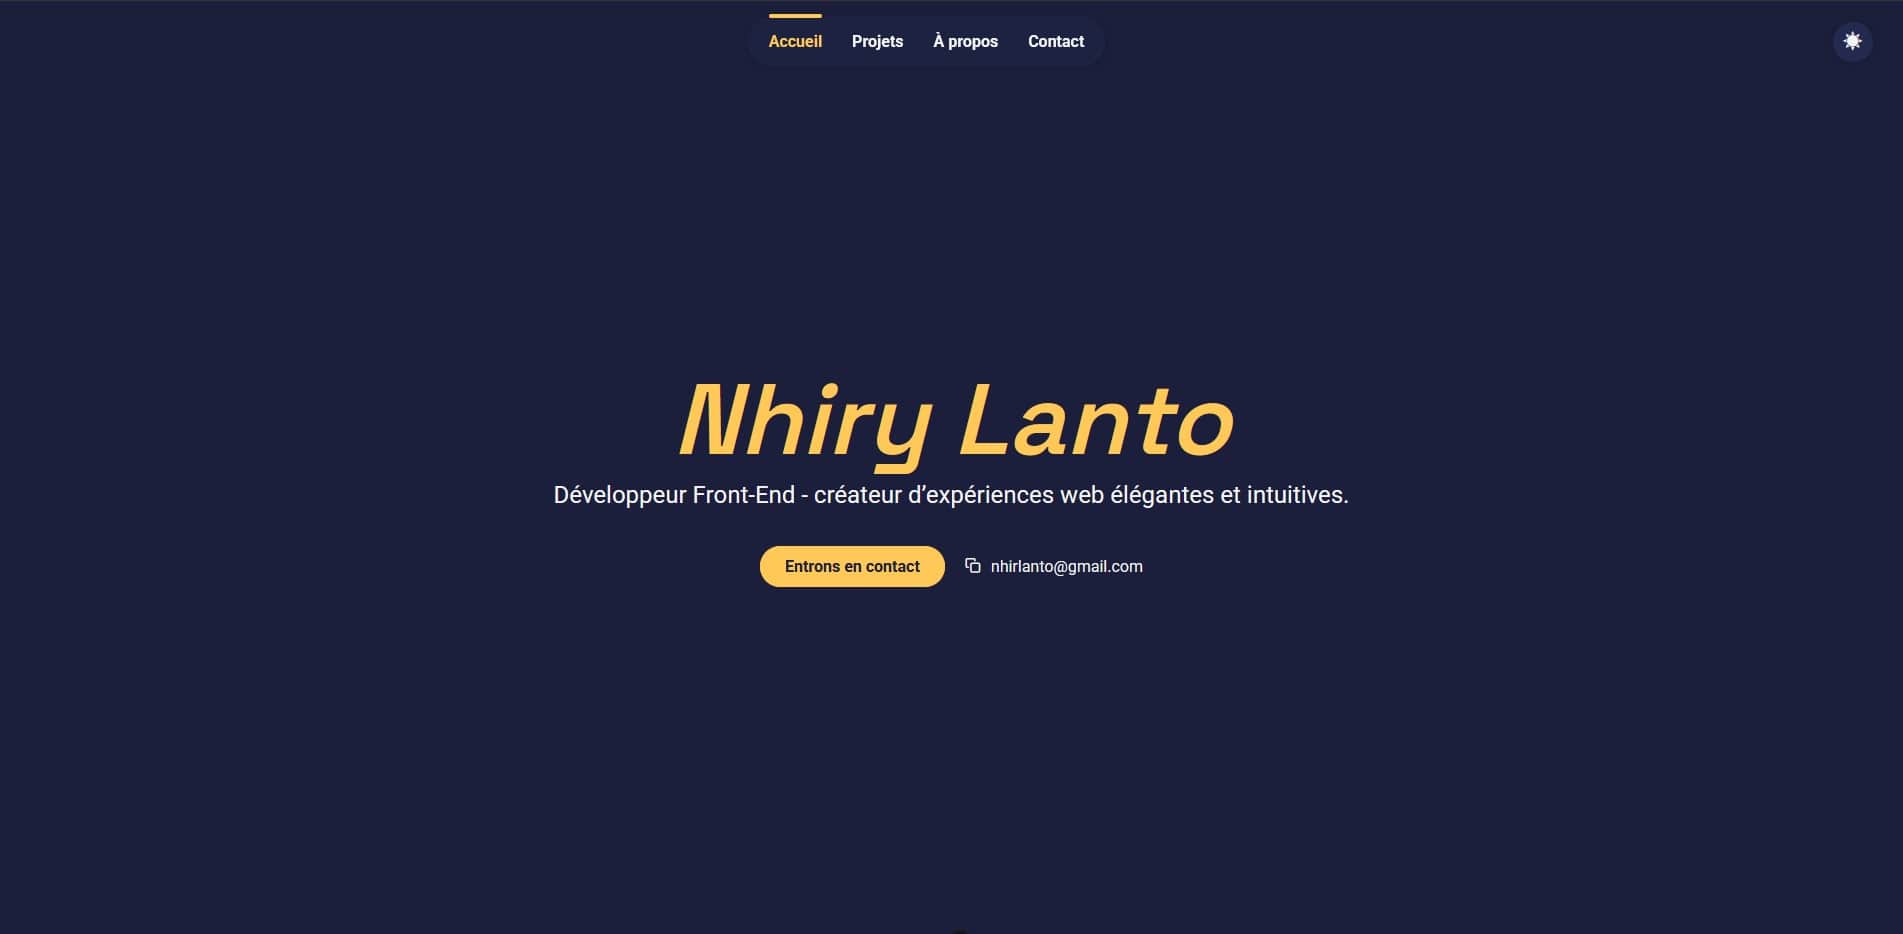 Accueil Projets À propos Contact
Nhiry Lanto
Développeur Front-End - créateur d’expériences web élégantes et intuitives.
Entrons en contact nhirlanto@gmail.com